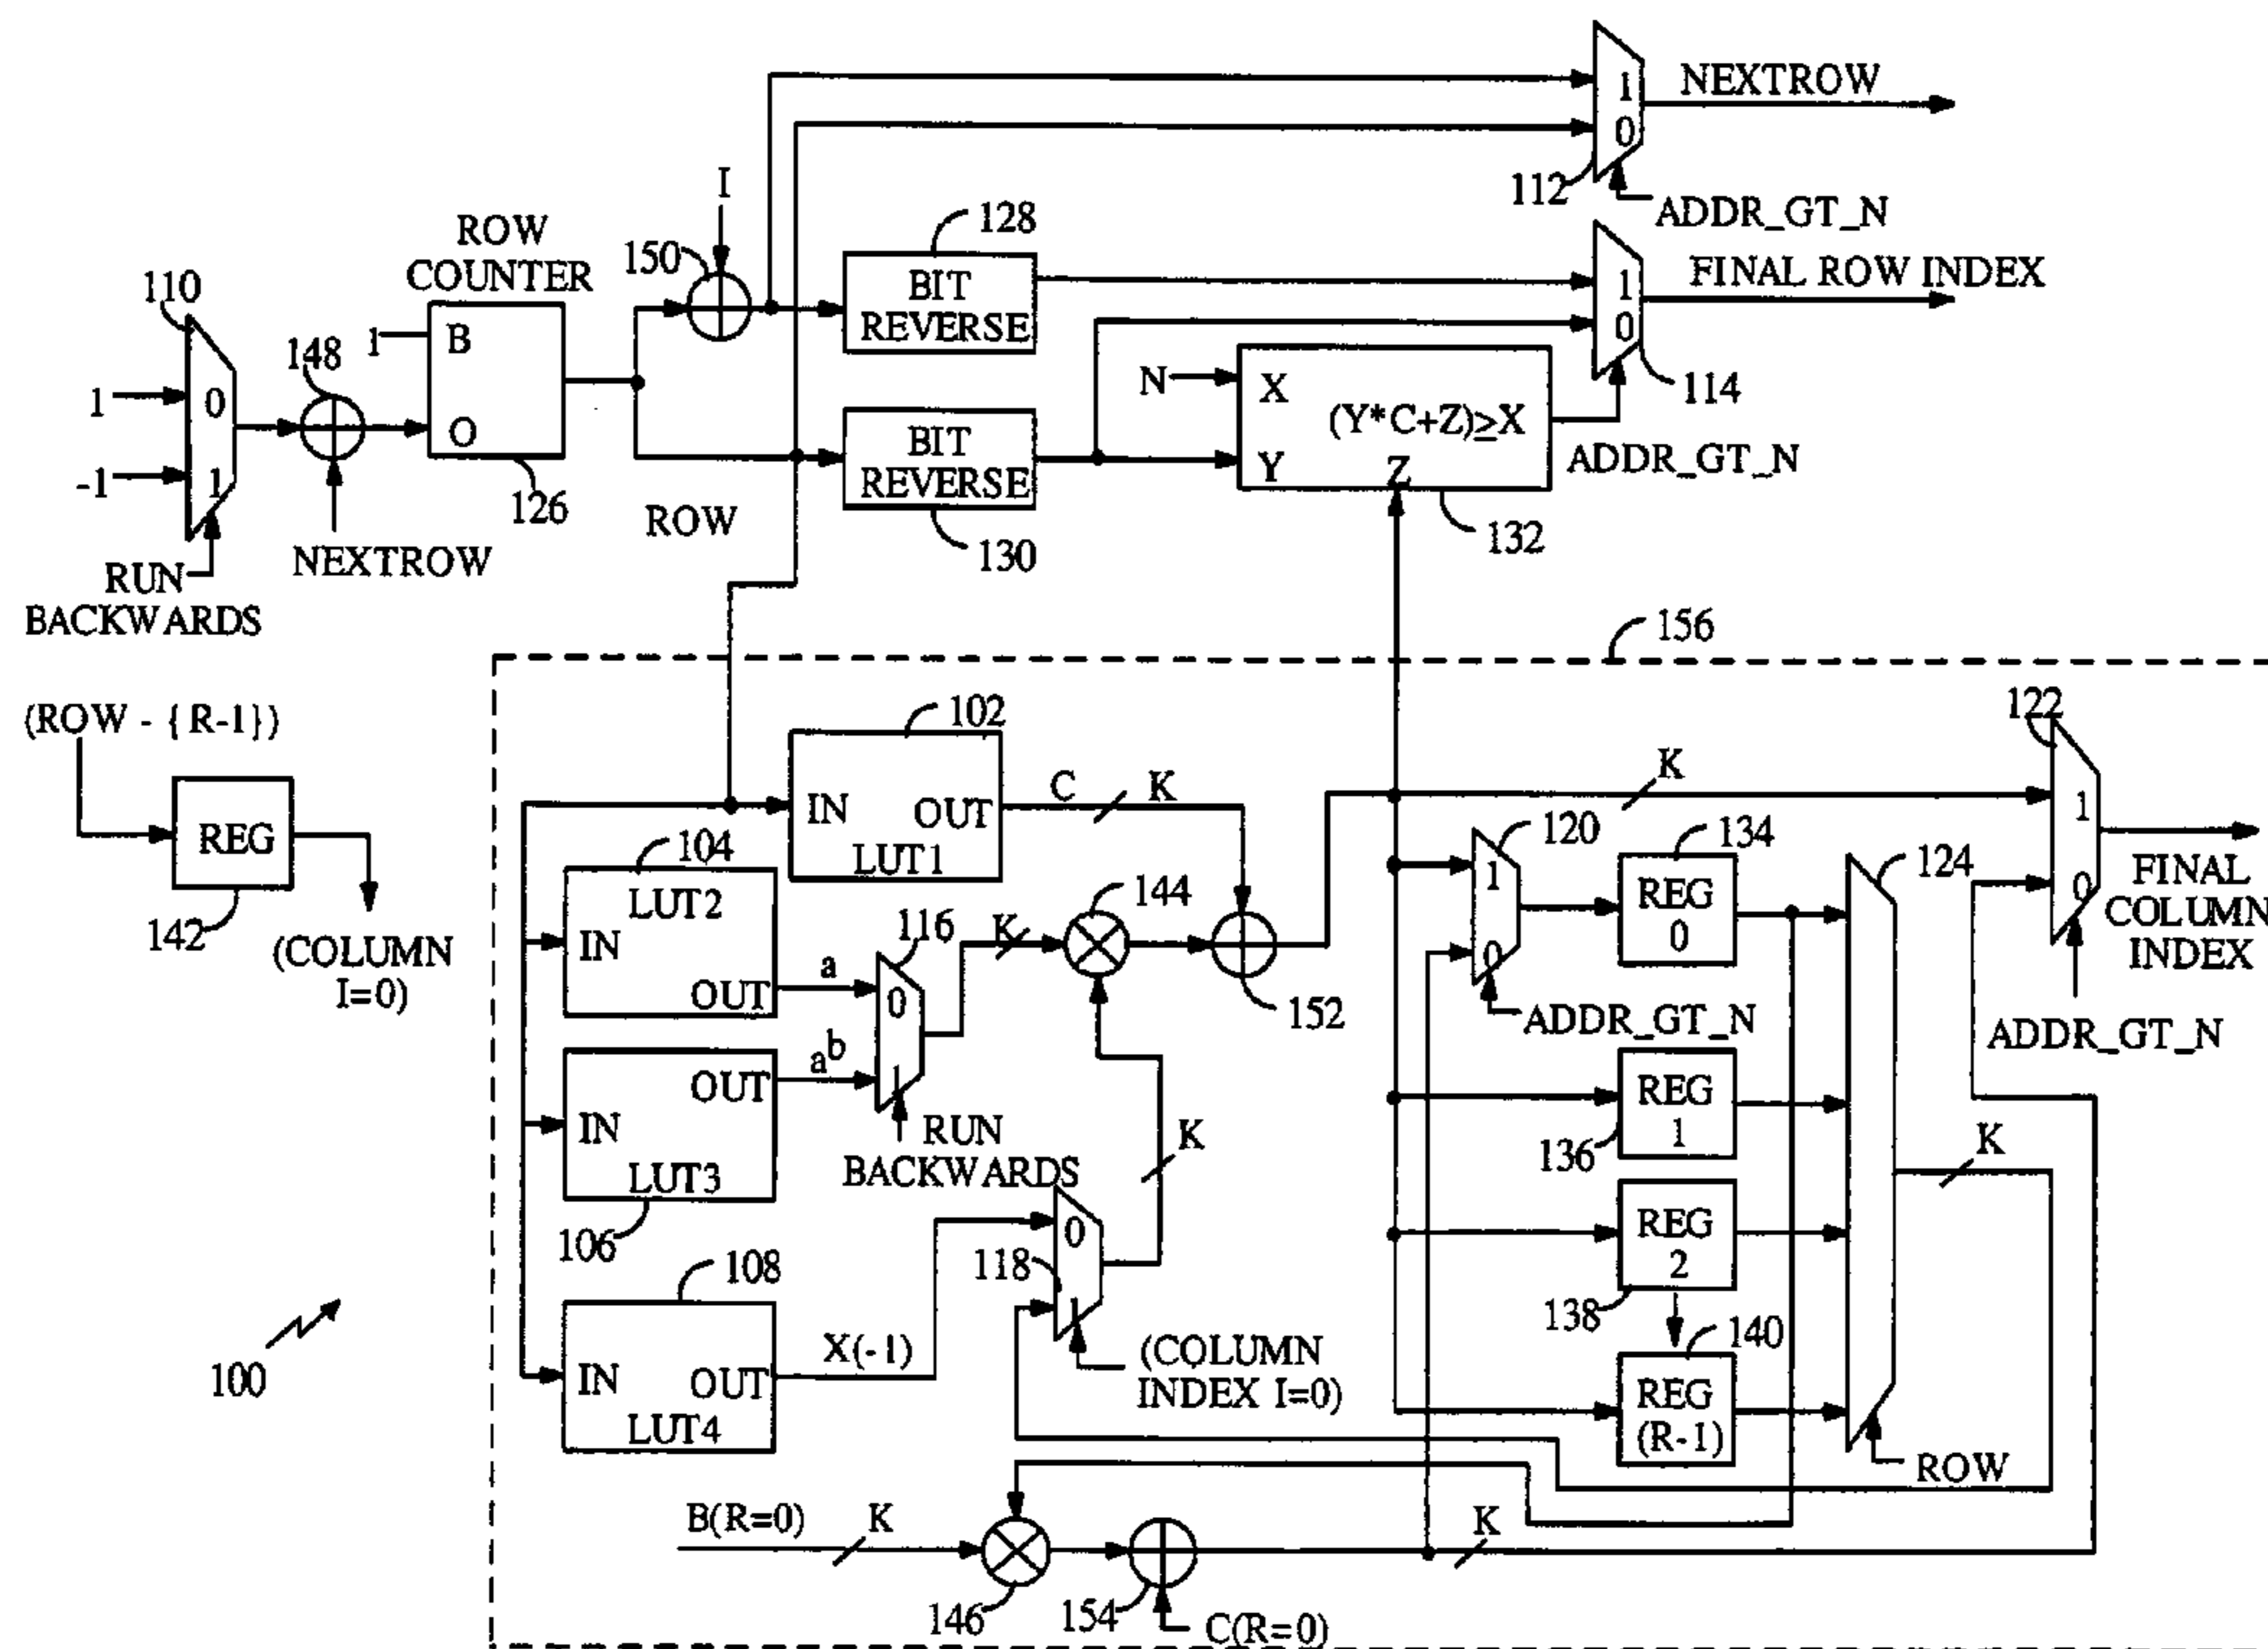 NEXTROW
1
0
112
ADDR_GT_N
I
128
ROW
COUNTER
150
BIT
REVERSE
1
0
FINAL ROW INDEX
114
110
1
B
148
1
0
O
-1
1
126
NEXTROW
RUN
BACKWARDS
ROW
BIT
REVERSE
130
N
X
(Y*C+Z)≥X
Y
Z
ADDR_GT_N
132
156
(ROW - {R-1})
REG
142
(COLUMN
I=0)
102
IN
OUT
LUT1
C
K
104
LUT2
IN
OUT
a
116
0
1
K
144
152
106
OUT
IN
LUT3
a^b
RUN
BACKWARDS
K
108
IN
OUT
LUT4
X(-1)
118
0
1
(COLUMN
INDEX I=0)
K
122
1
0
FINAL
COLUMN
INDEX
ADDR_GT_N
120
1
0
ADDR_GT_N
134
REG
0
124
REG
1
136
K
REG
2
138
140
REG
(R-1)
ROW
100
B(R=0)
K
146
154
C(R=0)
K